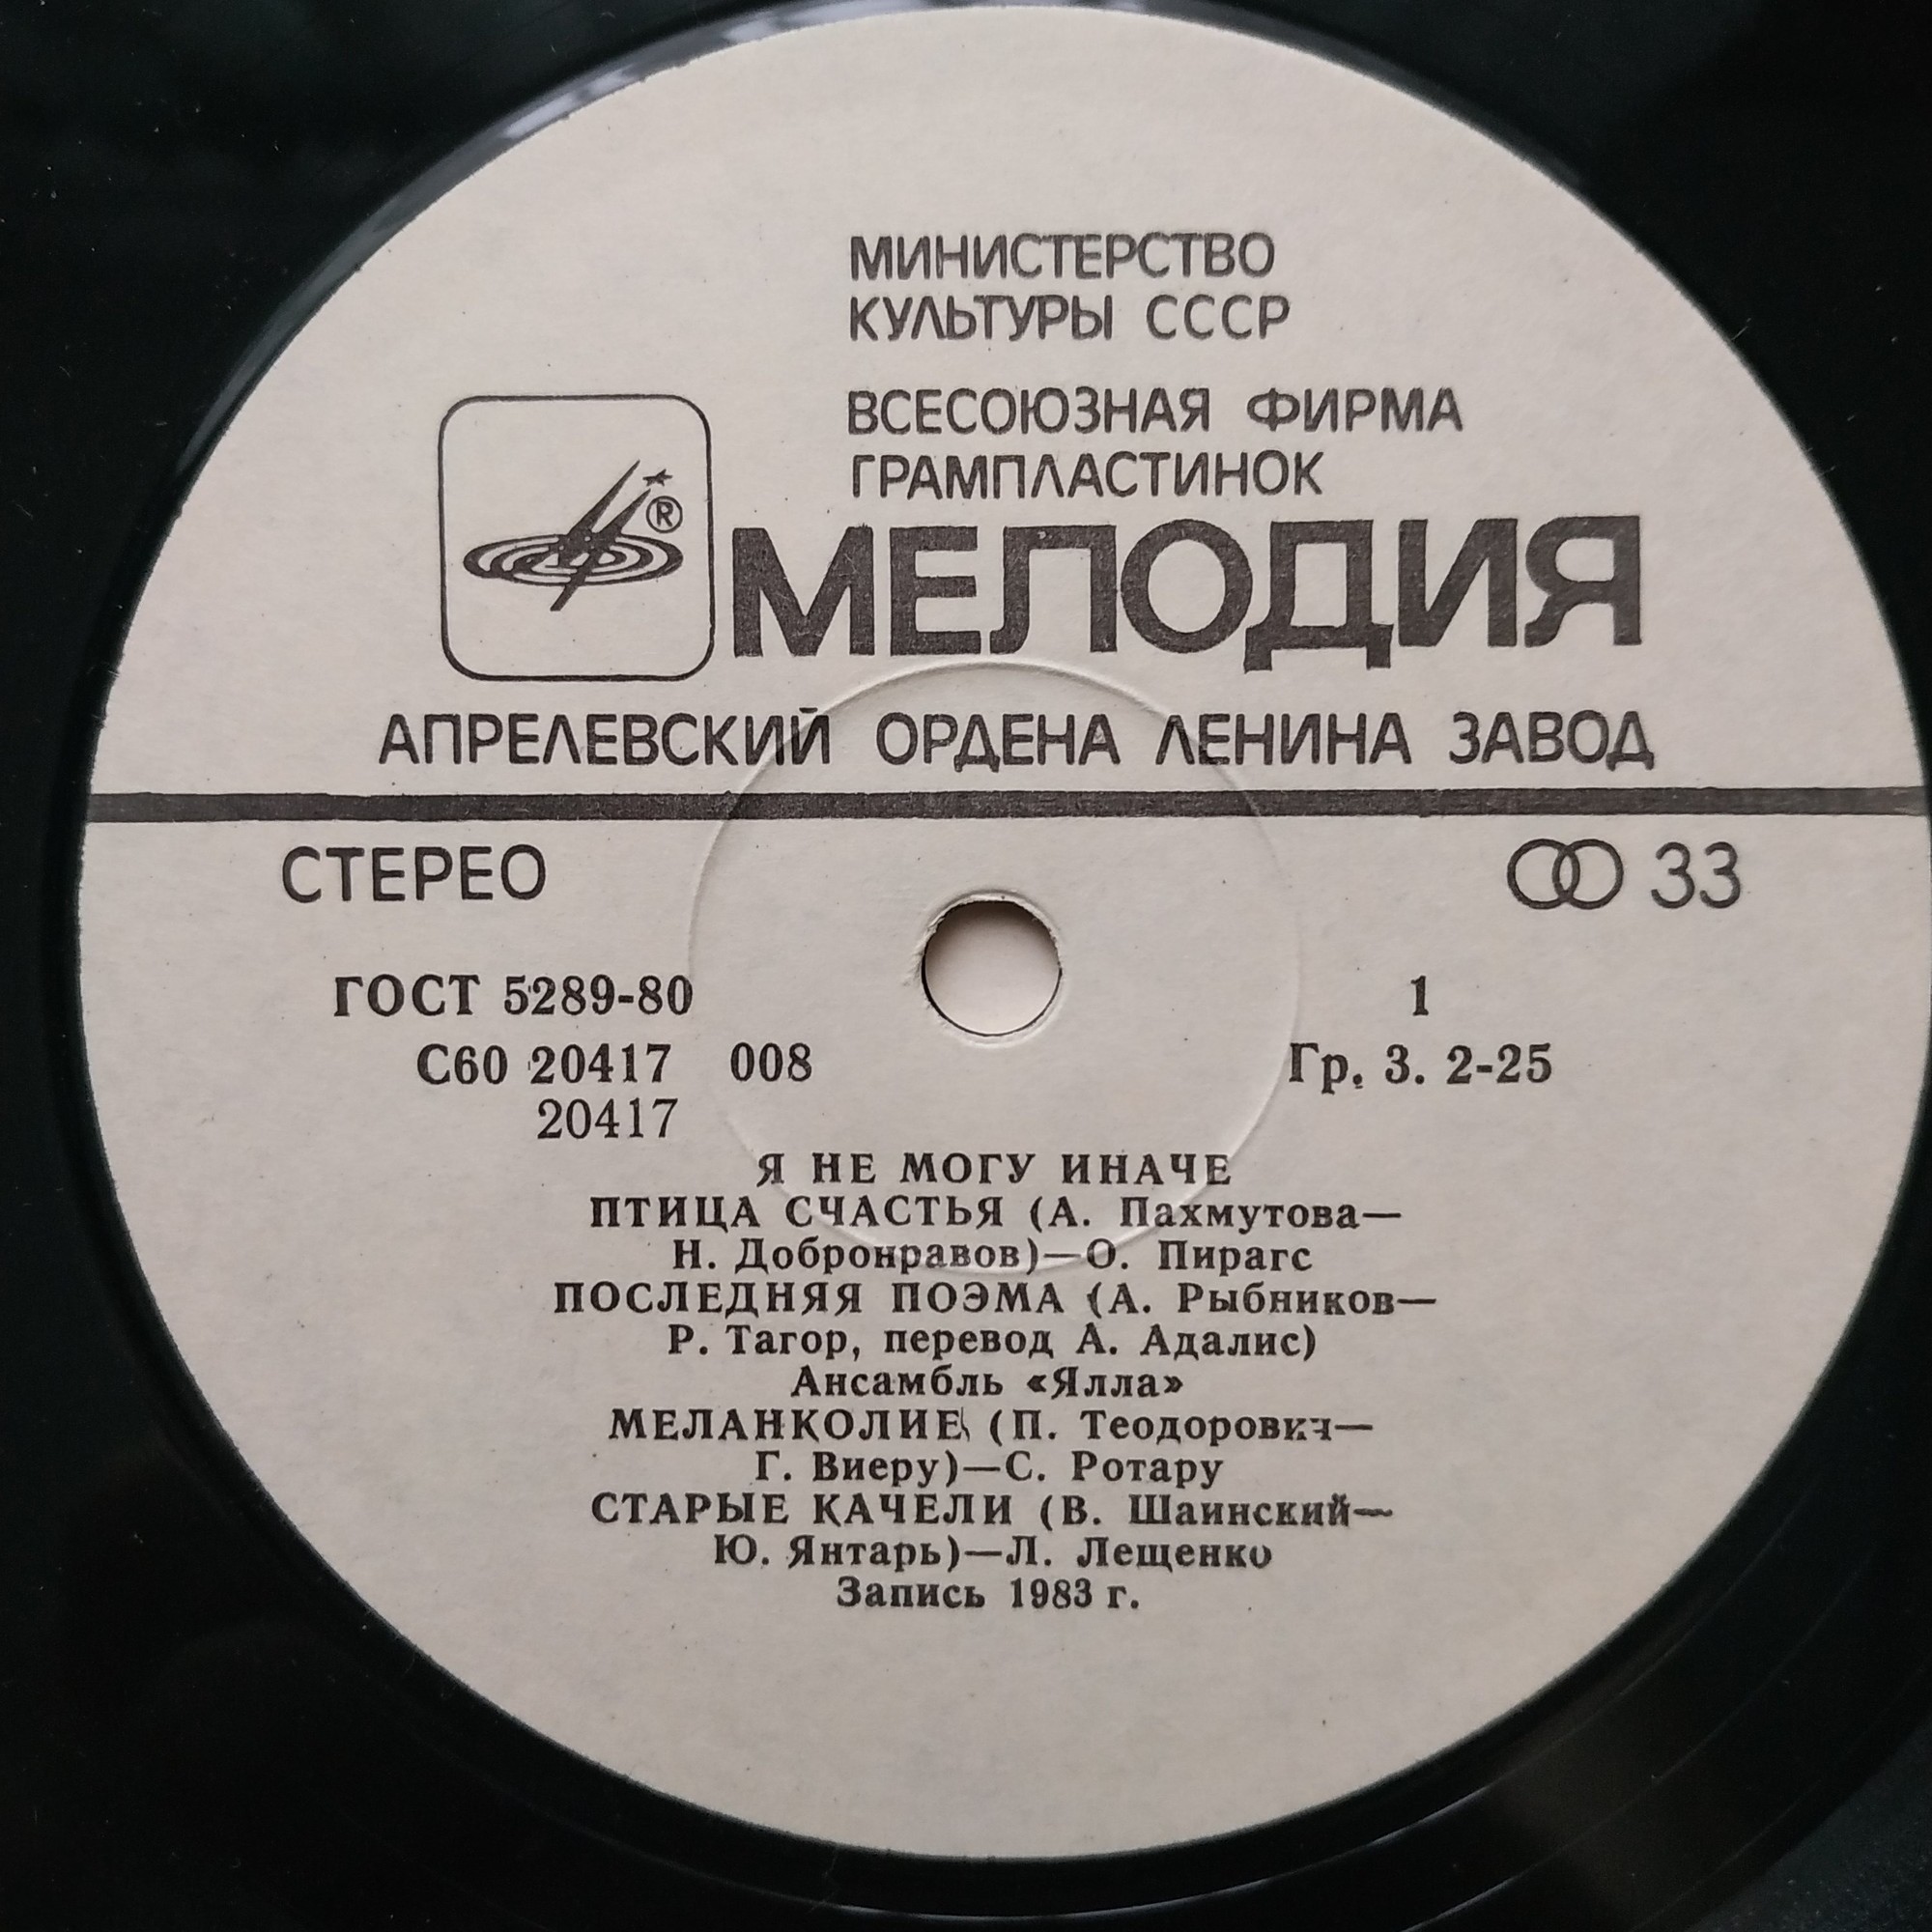 МИНИСТЕРСТВО
КУЛЬТУРЫ СССР
ВСЕСОЮЗНАЯ ФИРМА
ГРАМПЛАСТИНОК
®
МЕЛОДИЯ
АПРЕЛЕВСКИЙ ОРДЕНА ЛЕНИНА ЗАВОД
СТЕРЕО 33
ГОСТ 5289-80 1
С60 20417 008 Гр. 3. 2-25
20417
Я НЕ МОГУ ИНАЧЕ
ПТИЦА СЧАСТЬЯ (А. Пахмутова—
Н. Добронравов)—О. Пирагс
ПОСЛЕДНЯЯ ПОЭМА (А. Рыбников—
Р. Тагор, перевод А. Адалис)
Ансамбль «Ялла»
МЕЛАНКОЛИЕ (П. Теодорович—
Г. Виеру)—С. Ротару
СТАРЫЕ КАЧЕЛИ (В. Шаинский—
Ю. Янтарь)—Л. Лещенко
Запись 1983 г.